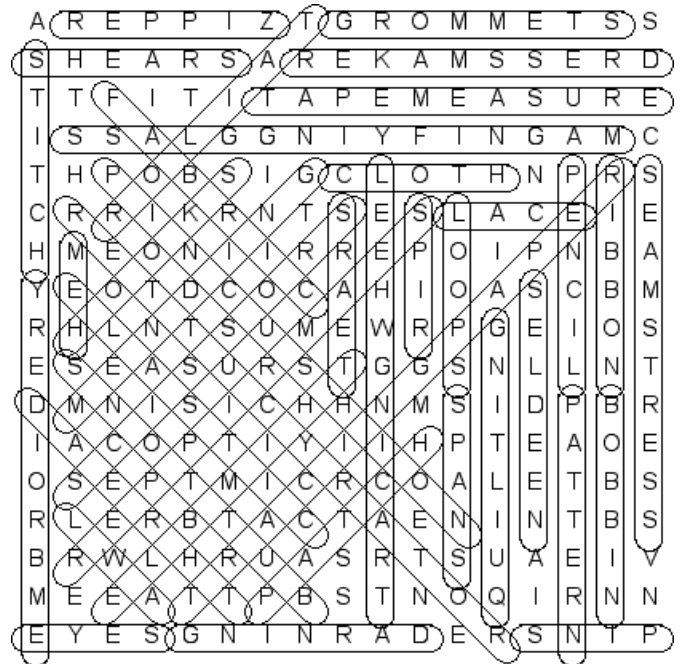 A R E P P I Z T G R O M M E T S S
S H E A R S A R E K A M S S E R D
T T F I T I T A P E M E A S U R E
I S S A L G G N I Y F I N G A M C
T H P O B S I G C L O T H N P R S
C R R I K R N T S E S L A C E I E
H M E O N I I R R E P O I P N B A
Y E O T D C O C A H I O A S C B M
R H L N T S U M E W R P G E I O S
E S E A S U R S T G G S N L L N T
D M N I S I C H H N M S I D P B R
I A C O P T I Y I I H P T E A O E
O S E P T M I C R C O A L E T B S
R L E R B T A C T A E N I N T B S
B R W L H R U A S R T S U A E I V
M E E A T T P B S T N O Q I R N N
E Y E S G N I N R A D E R S N T P